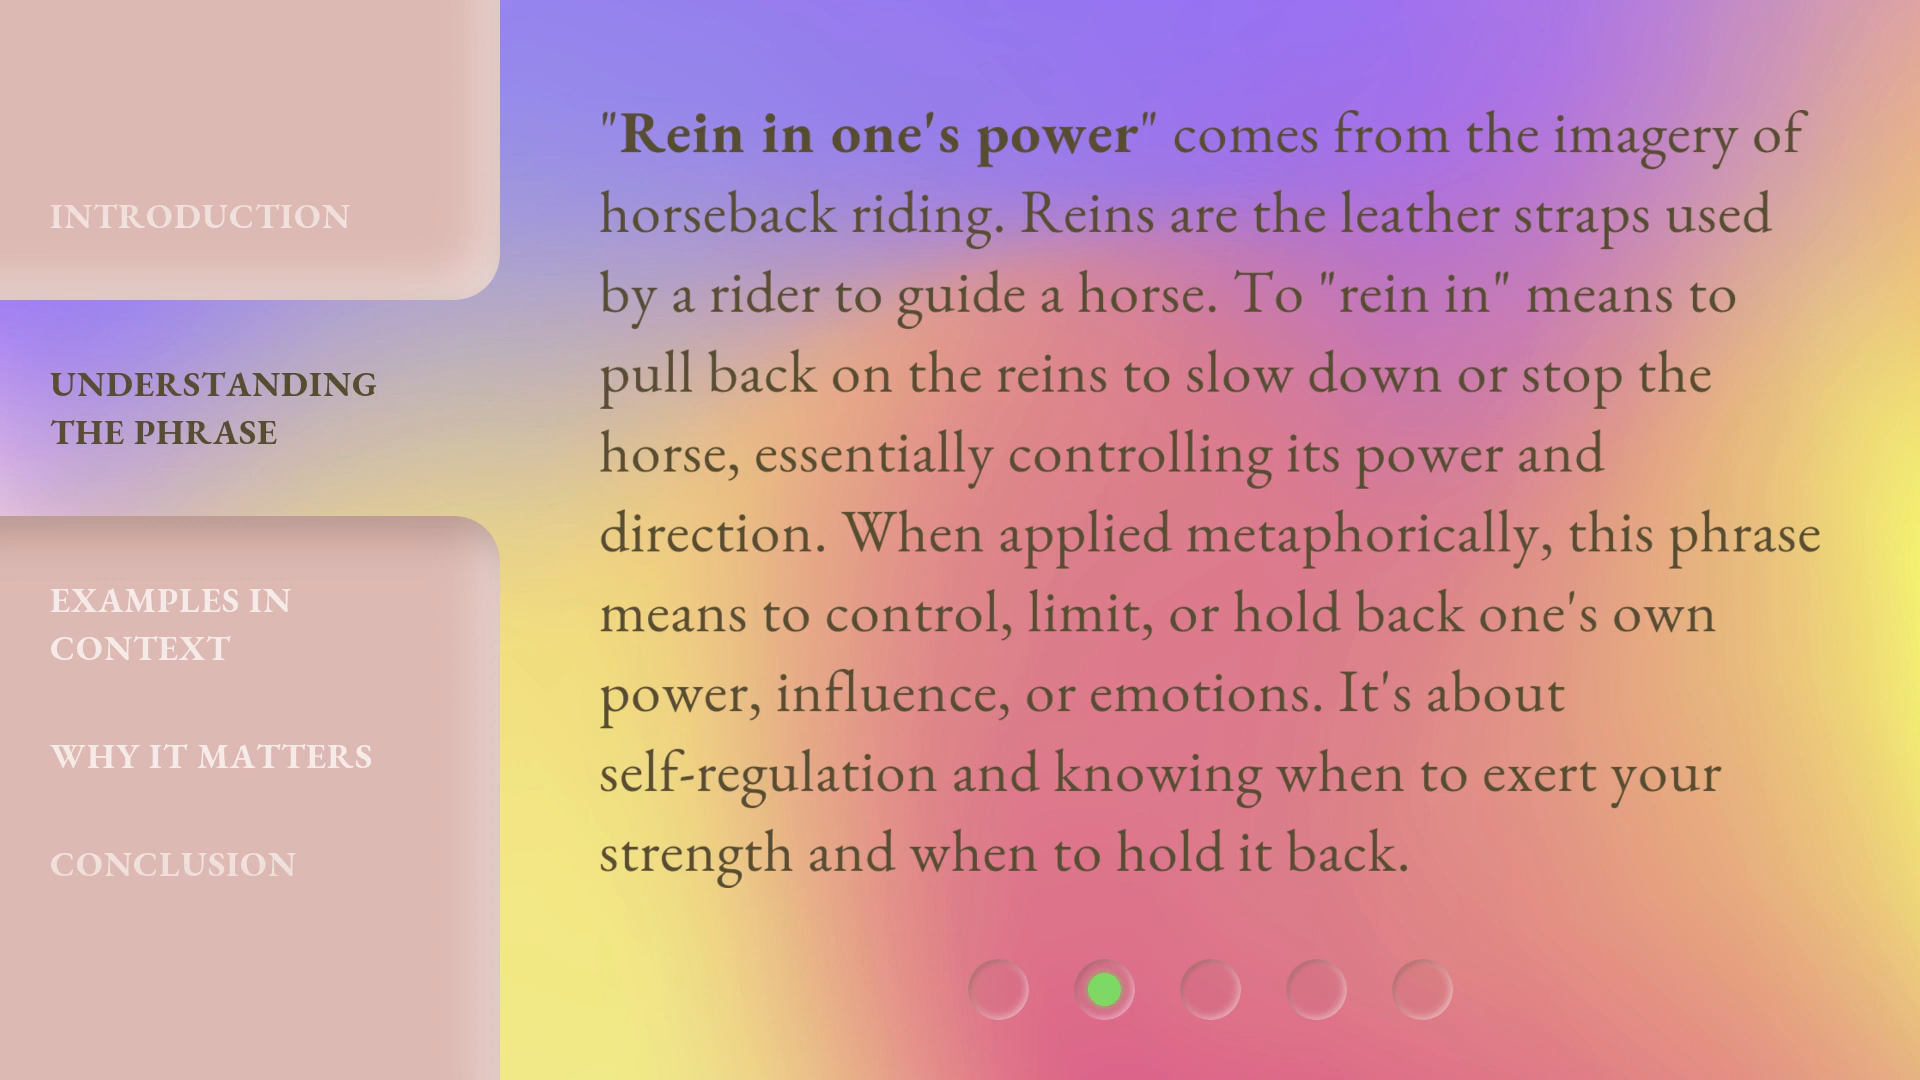 INTRODUCTION
UNDERSTANDING
THE PHRASE
EXAMPLES IN
CONTEXT
WHY IT MATTERS
CONCLUSION
"Rein in one's power" comes from the imagery of
horseback riding. Reins are the leather straps used
by a rider to guide a horse. To "rein in" means to
pull back on the reins to slow down or stop the
horse, essentially controlling its power and
direction. When applied metaphorically, this phrase
means to control, limit, or hold back one's own
power, influence, or emotions. It's about
self-regulation and knowing when to exert your
strength and when to hold it back.